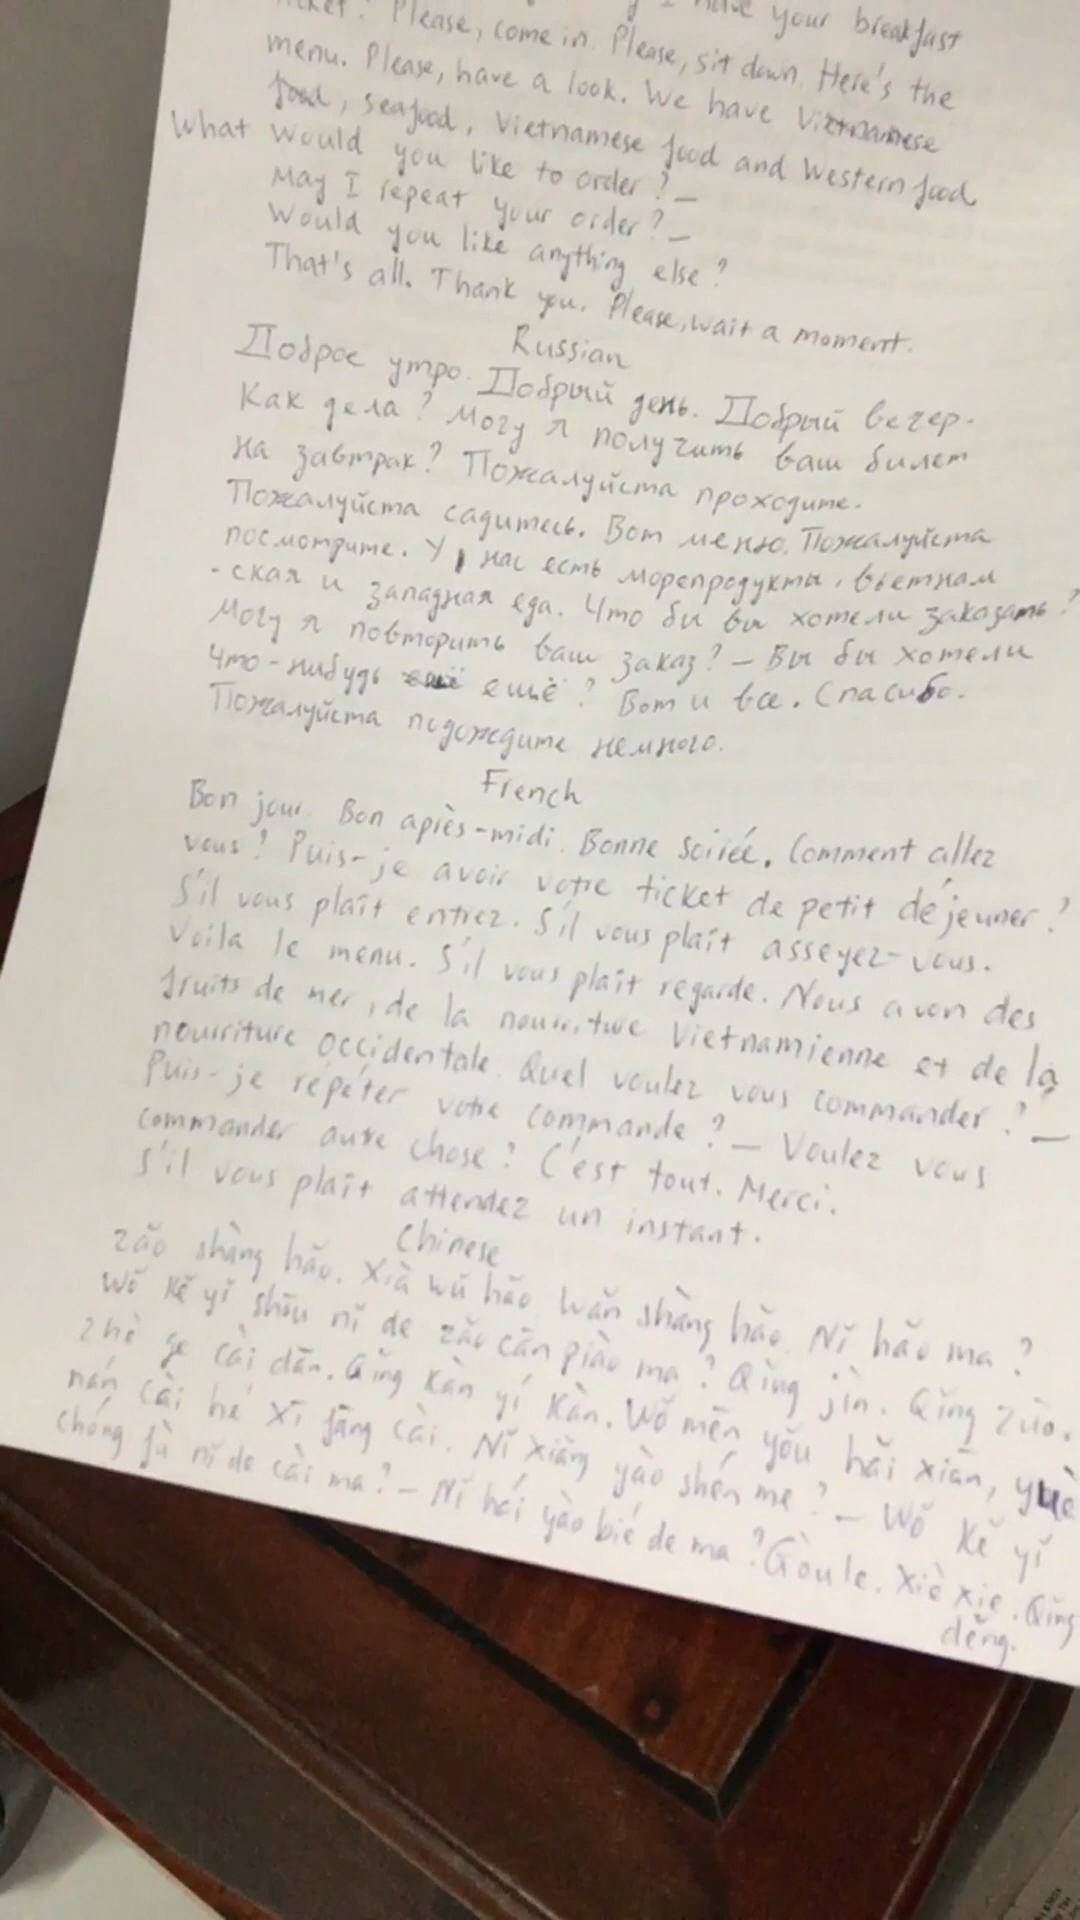 I have your breakfast
ticket? Please, come in. Please, sit down. Here's the
menu. Please, have a look. We have Vietnamese
food, seafood, Vietnamese food and Western food.
What would you like to order? —
May I repeat your order? —
Would you like anything else?
That's all. Thank you. Please, wait a moment.
Russian
Доброе утро. Добрый день. Добрый вечер.
Как дела? Могу я получить ваш билет
на завтрак? Пожалуйста проходите.
Пожалуйста садитесь. Вот меню. Пожалуйста
посмотрите. У нас есть морепродукты, вьетнам
-ская и западная еда. Что би вы хотели заказать?
Могу я повторить ваш заказ? — Вы бы хотели
что-нибудь ещё ещё? Вот и все. Спасибо.
Пожалуйста подождите немного.
French
Bon jour. Bon après-midi. Bonne soirée. Comment allez
vous? Puis-je avoir votre ticket de petit déjeuner?
S'il vous plaît entrez. S'il vous plaît asseyez-vous.
Voila le menu. S'il vous plaît regarde. Nous avon des
fruits de mer, de la nourriture Vietnamienne et de la
nourriture occidentale. Quel voulez vous commander? —
Puis-je répéter votre commande? — Voulez vous
commander autre chose? C'est tout. Merci.
S'il vous plaît attendez un instant.
Chinese
zǎo shàng hǎo. Xià wǔ hǎo. Wǎn shàng hǎo. Nǐ hǎo ma?
Wǒ kě yǐ shōu nǐ de zǎo cān piào ma? Qǐng jìn. Qǐng zuò.
Zhè ge cài dān. Qǐng kàn yí kàn. Wǒ mēn yǒu hǎi xiān, yuè
nán cài hé xī fāng cài. Nǐ xiǎng yào shén me? — Wǒ kě yǐ
chóng fù nǐ de cài ma? — Nǐ hái yào bié de ma? Gòu le. Xiè xie. Qǐng
děng.